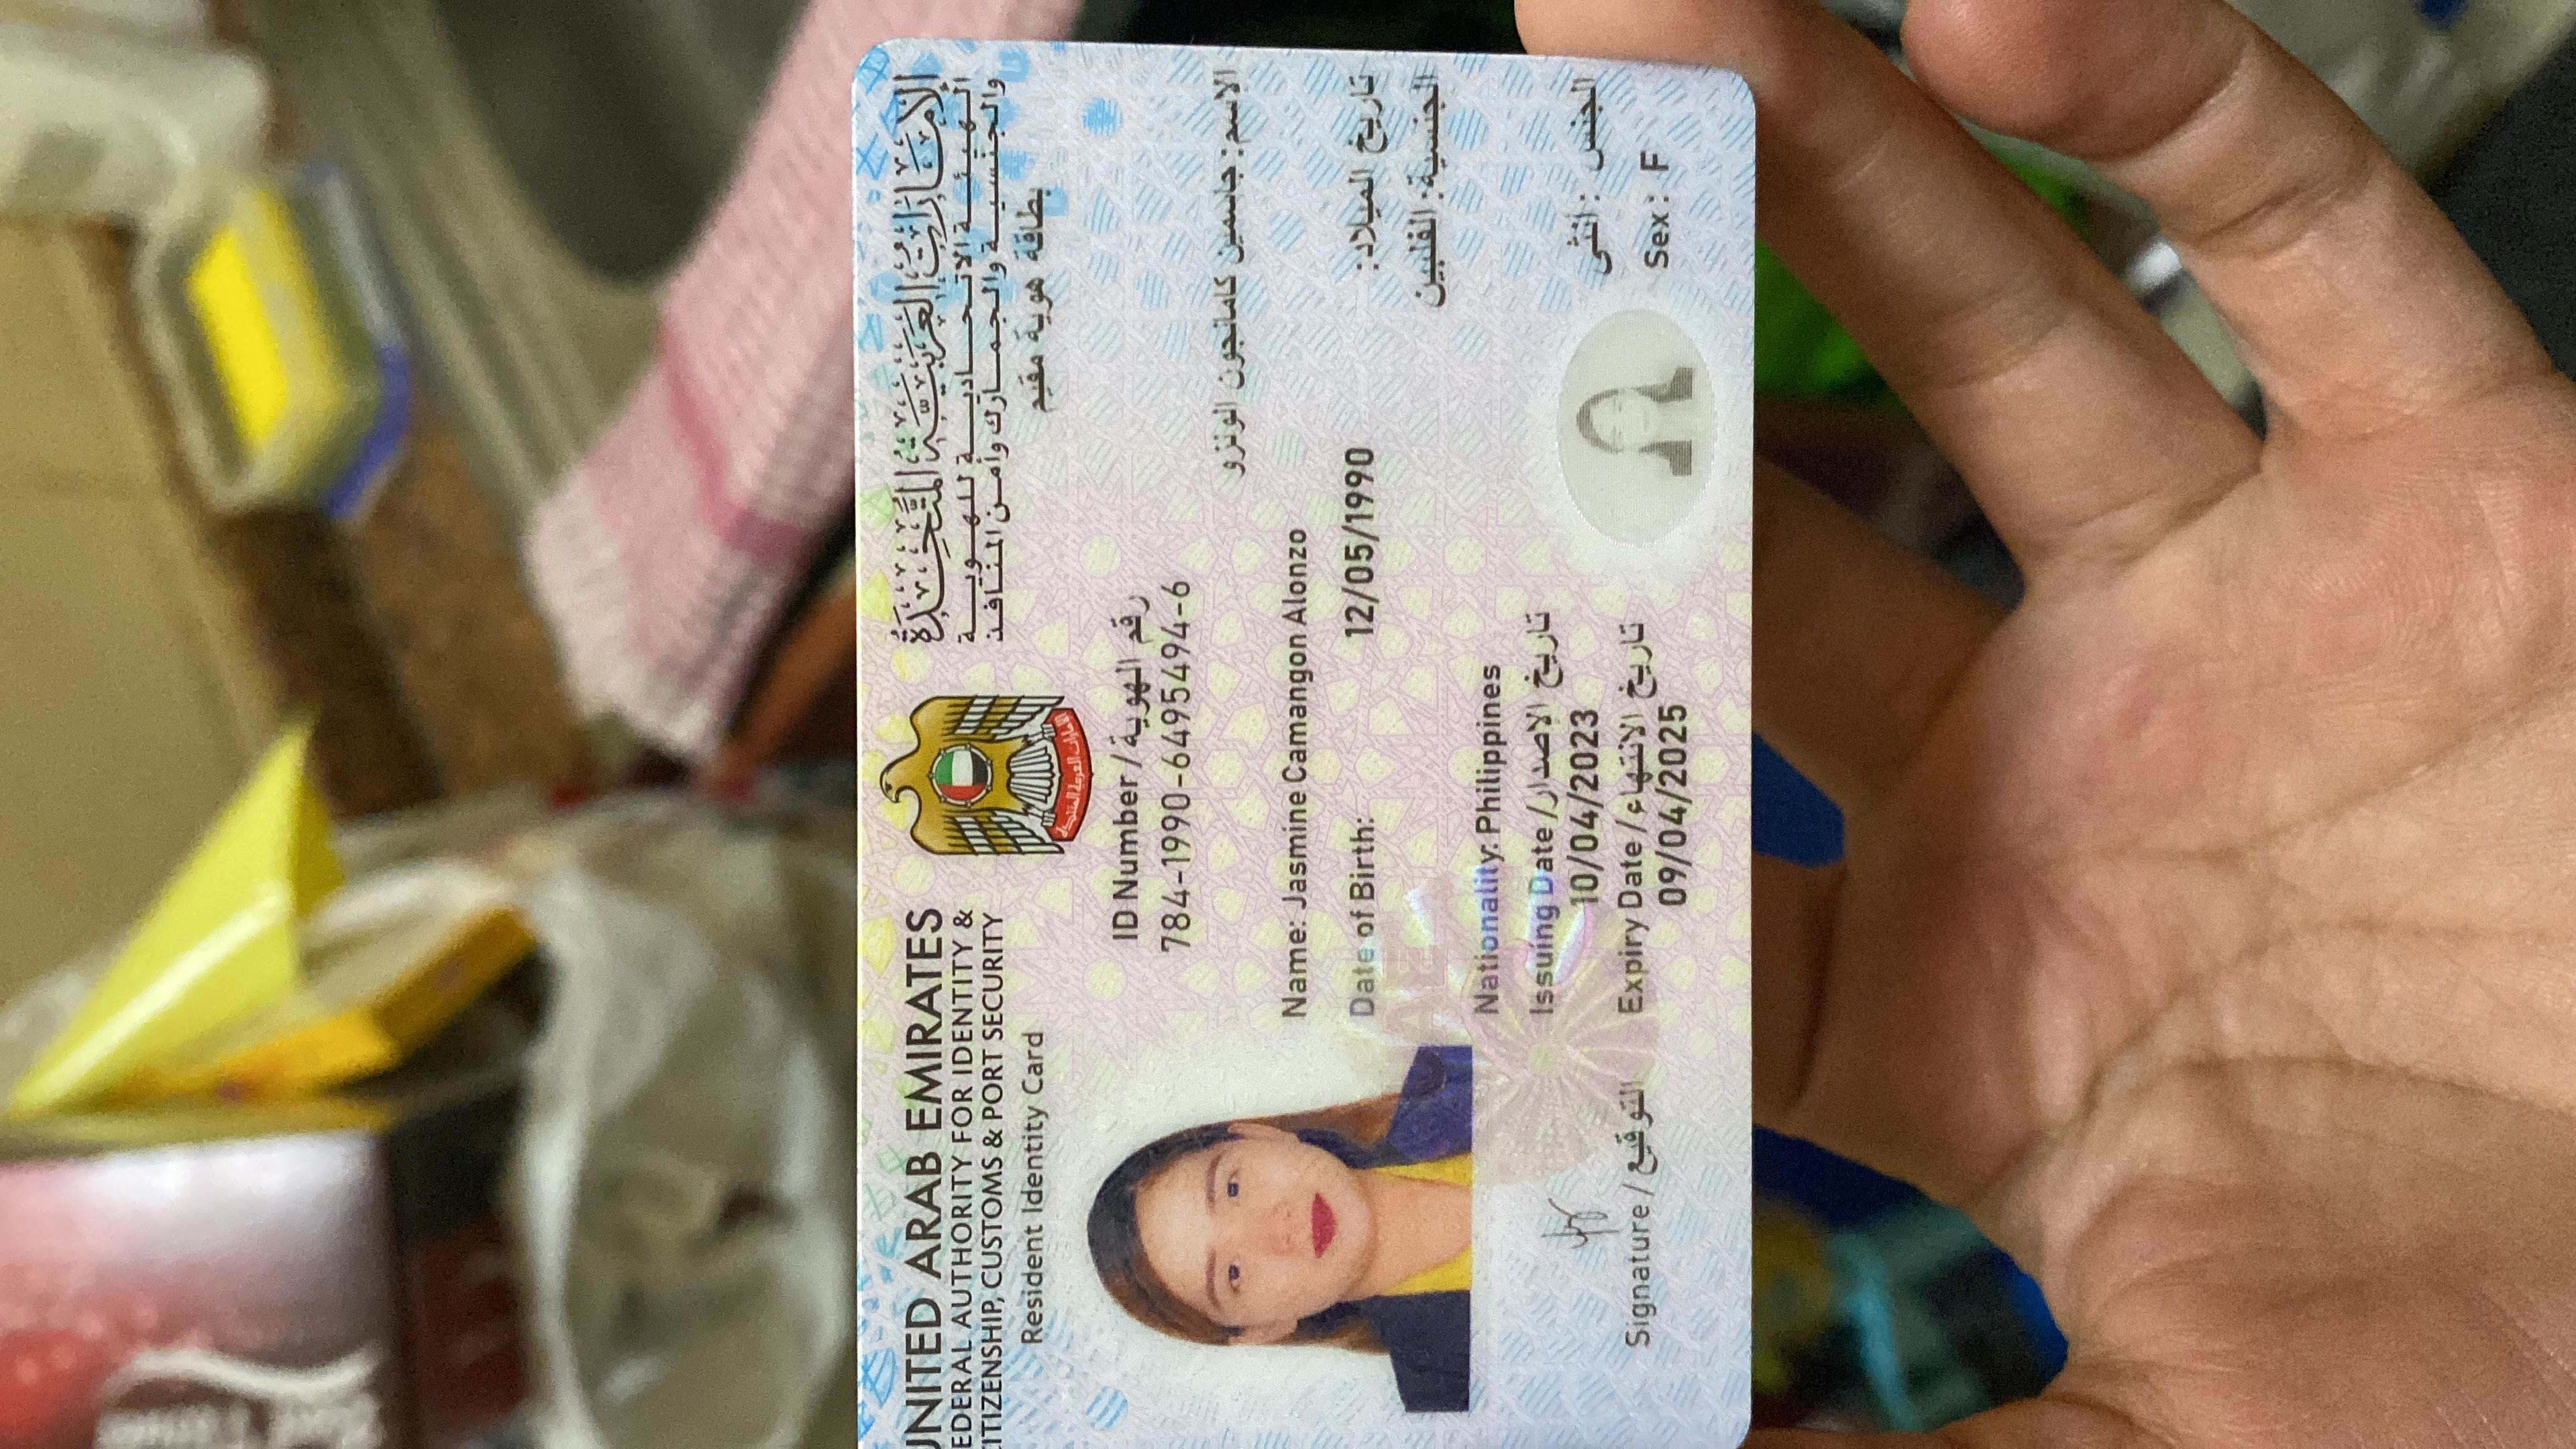 UNITED ARAB EMIRATES
FEDERAL AUTHORITY FOR IDENTITY &
CITIZENSHIP, CUSTOMS & PORT SECURITY
Resident Identity Card
الإمارات العربية المتحدة
الهيئة الاتحادية للهوية
والجنسية والجمارك وأمن المنافذ
بطاقة هوية مقيم
الإمارات العربية المتحدة
ID Number / رقم الهوية
784-1990-6495494-6
الإسم: جاسمين كامانجون الونزو
Name: Jasmine Camangon Alonzo
Date of Birth: 12/05/1990 تاريخ الميلاد:
الجنسية: الفلبين
Nationality: Philippines
Issuing Date / تاريخ الإصدار
10/04/2023
Expiry Date / تاريخ الانتهاء
09/04/2025
الجنس : أنثى
Sex: F
Signature / التوقيع